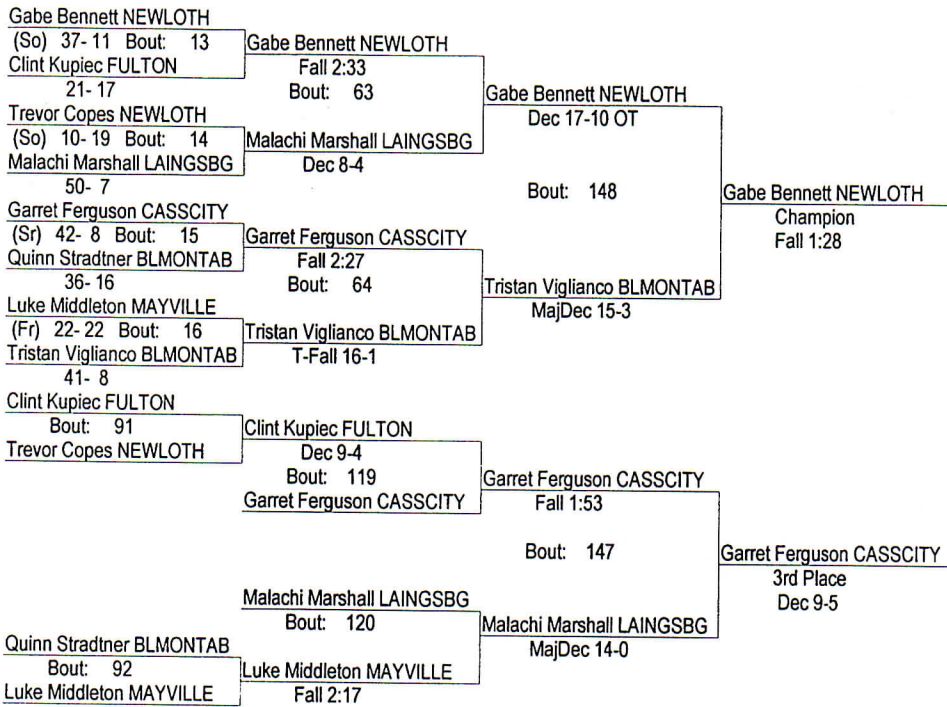 Gabe Bennett NEWLOTH
(So) 37- 11 Bout: 13
Clint Kupiec FULTON
21- 17
Trevor Copes NEWLOTH
(So) 10- 19 Bout: 14
Malachi Marshall LAINGSBG
50- 7
Garret Ferguson CASSCITY
(Sr) 42- 8 Bout: 15
Quinn Stradtner BLMONTAB
36- 16
Luke Middleton MAYVILLE
(Fr) 22- 22 Bout: 16
Tristan Viglianco BLMONTAB
41- 8
Clint Kupiec FULTON
Bout: 91
Trevor Copes NEWLOTH
Quinn Stradtner BLMONTAB
Bout: 92
Luke Middleton MAYVILLE
Gabe Bennett NEWLOTH
Fall 2:33
Bout: 63
Malachi Marshall LAINGSBG
Dec 8-4
Garret Ferguson CASSCITY
Fall 2:27
Bout: 64
Tristan Viglianco BLMONTAB
T-Fall 16-1
Clint Kupiec FULTON
Dec 9-4
Bout: 119
Garret Ferguson CASSCITY
Malachi Marshall LAINGSBG
Bout: 120
Luke Middleton MAYVILLE
Fall 2:17
Gabe Bennett NEWLOTH
Dec 17-10 OT
Bout: 148
Tristan Viglianco BLMONTAB
MajDec 15-3
Garret Ferguson CASSCITY
Fall 1:53
Bout: 147
Malachi Marshall LAINGSBG
MajDec 14-0
Gabe Bennett NEWLOTH
Champion
Fall 1:28
Garret Ferguson CASSCITY
3rd Place
Dec 9-5